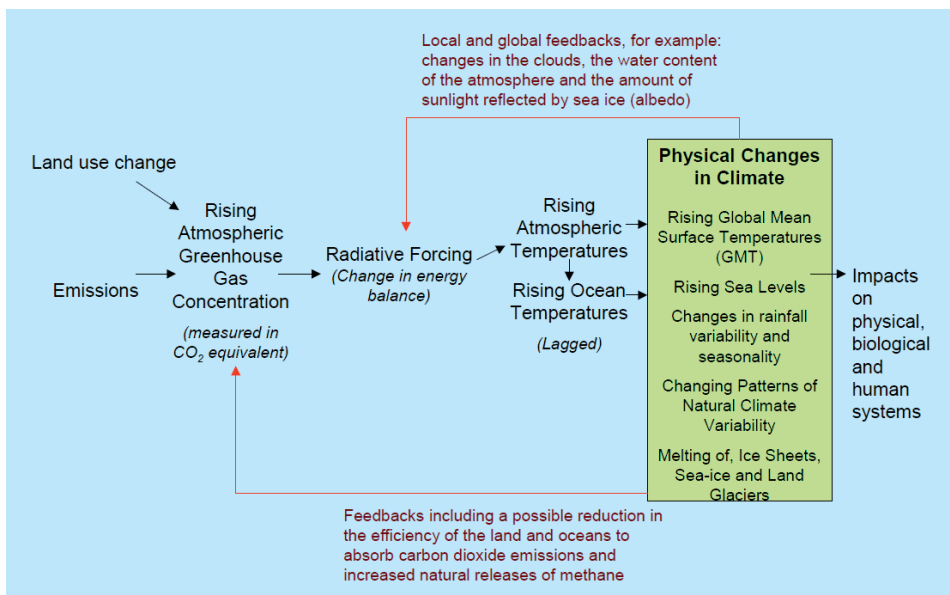 Local and global feedbacks, for example:
changes in the clouds, the water content
of the atmosphere and the amount of
sunlight reflected by sea ice (albedo)
Land use change
Emissions
Rising
Atmospheric
Greenhouse
Gas
Concentration
(measured in
CO₂ equivalent)
Radiative Forcing
(Change in energy
balance)
Rising
Atmospheric
Temperatures
Rising Ocean
Temperatures
(Lagged)
Physical Changes
in Climate
Rising Global Mean
Surface Temperatures
(GMT)
Rising Sea Levels
Changes in rainfall
variability and
seasonality
Changing Patterns of
Natural Climate
Variability
Melting of, Ice Sheets,
Sea-ice and Land
Glaciers
Impacts
on
physical,
biological
and
human
systems
Feedbacks including a possible reduction in
the efficiency of the land and oceans to
absorb carbon dioxide emissions and
increased natural releases of methane